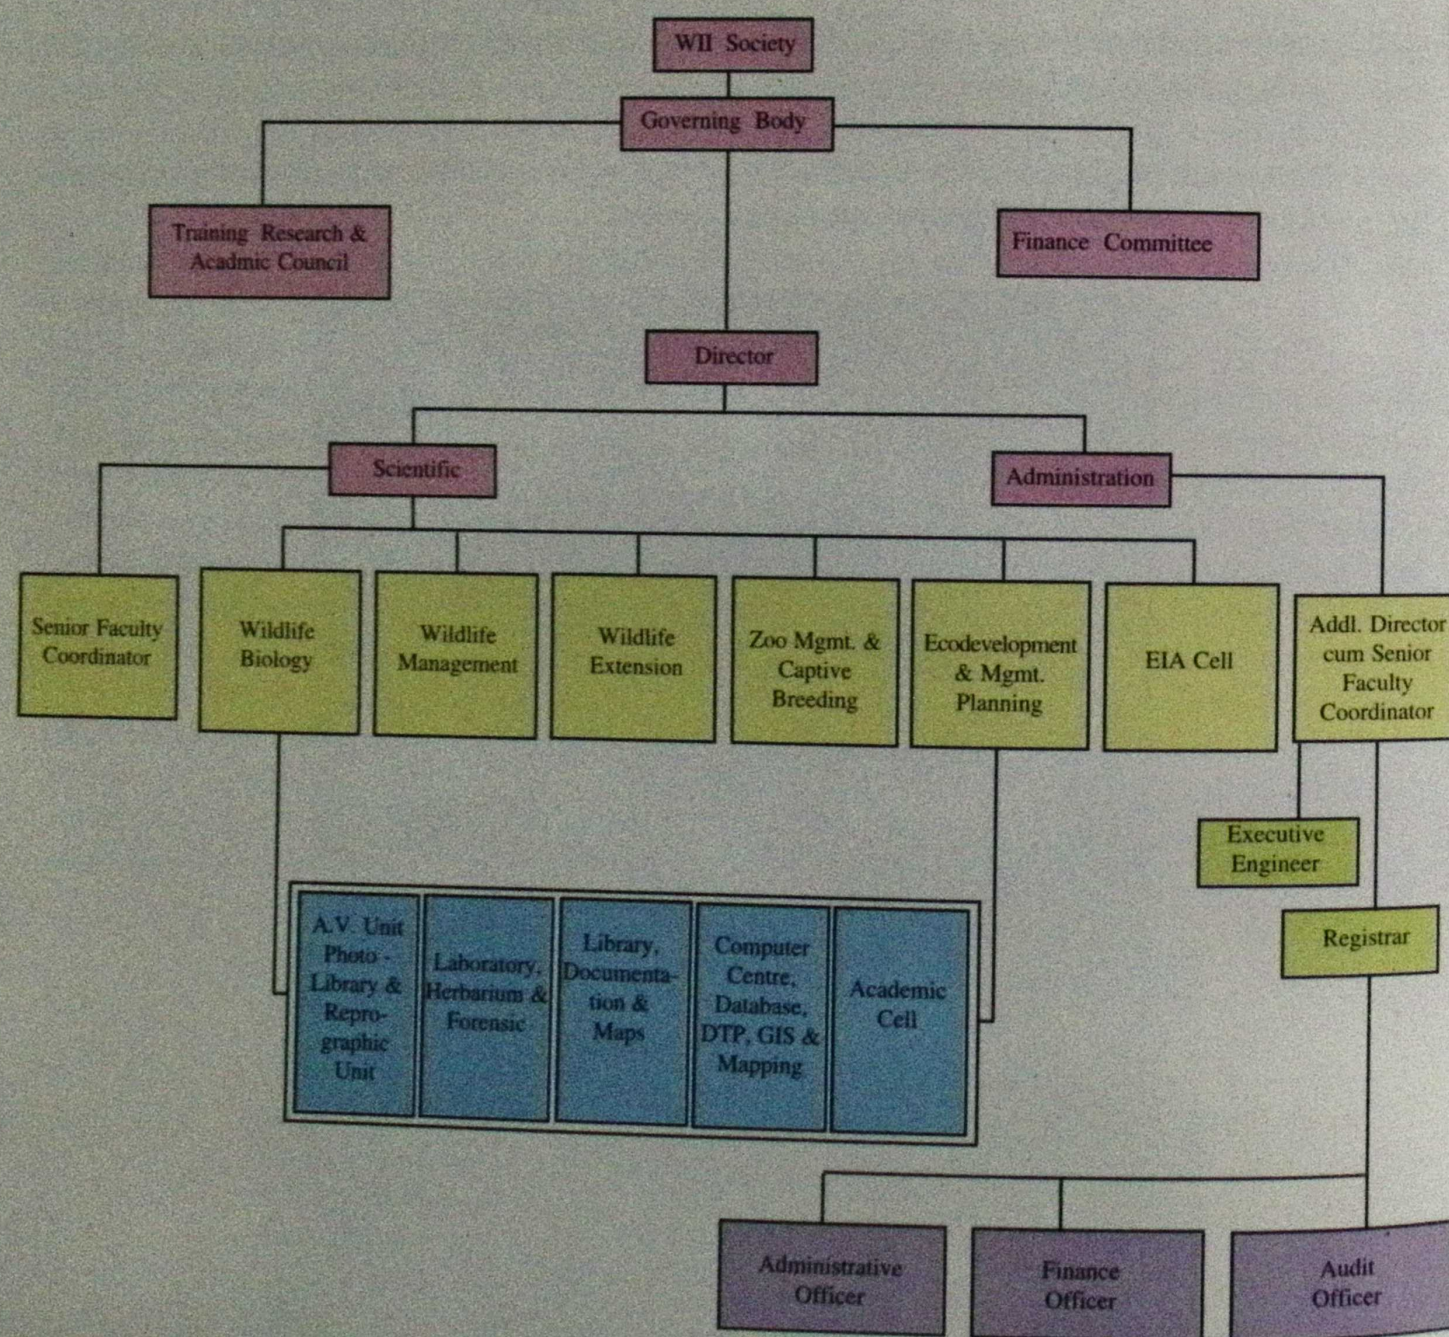 WII Society
Governing Body
Training Research &
Acadmic Council
Finance Committee
Director
Scientific
Administration
Senior Faculty
Coordinator
Wildlife
Biology
Wildlife
Management
Wildlife
Extension
Zoo Mgmt. &
Captive
Breeding
Ecodevelopment
& Mgmt.
Planning
EIA Cell
Addl. Director
cum Senior
Faculty
Coordinator
Executive
Engineer
Registrar
A.V. Unit
Photo -
Library &
Repro-
graphic
Unit
Laboratory,
Herbarium &
Forensic
Library,
Documenta-
tion &
Maps
Computer
Centre,
Database,
DTP, GIS &
Mapping
Academic
Cell
Administrative
Officer
Finance
Officer
Audit
Officer